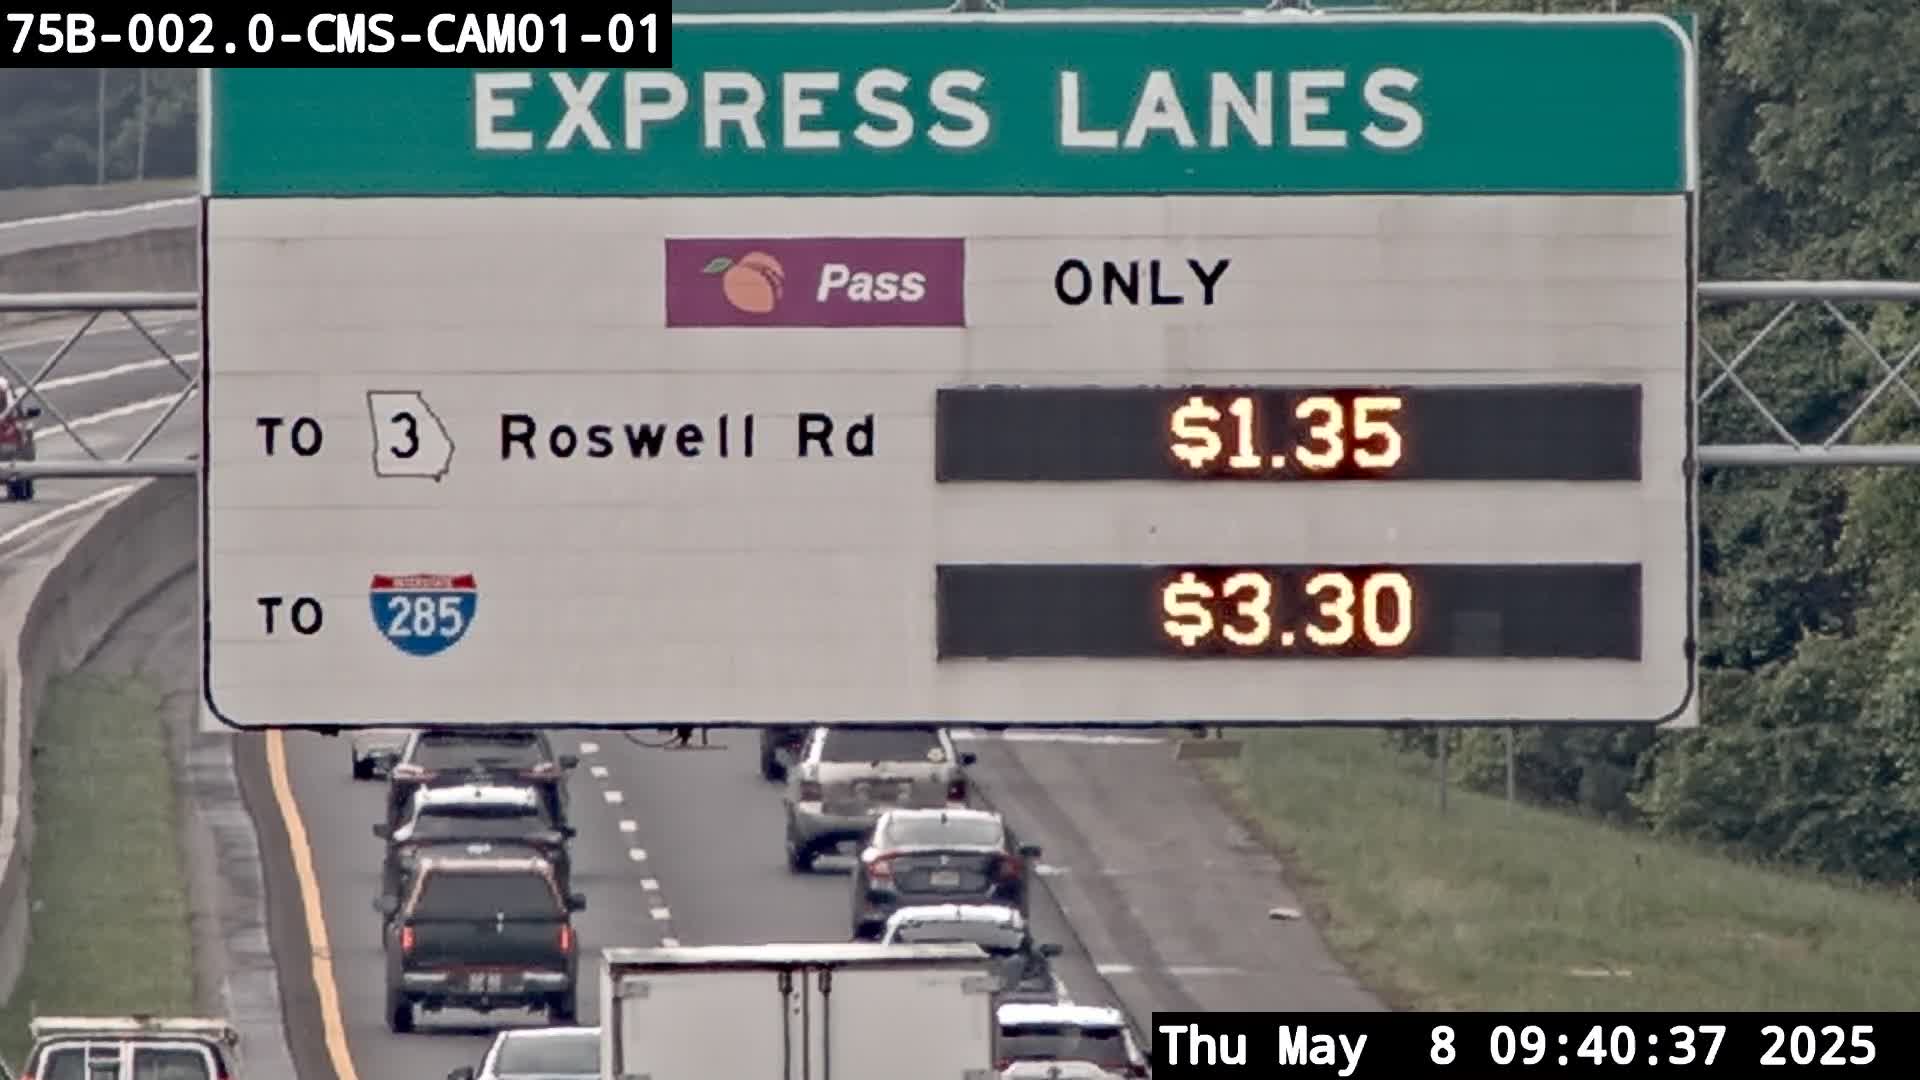 75B-002.0-CMS-CAM01-01
EXPRESS LANES
Pass ONLY
TO 3 Roswell Rd $1.35
INTERSTATE
TO 285 $3.30
Thu May 8 09:40:37 2025